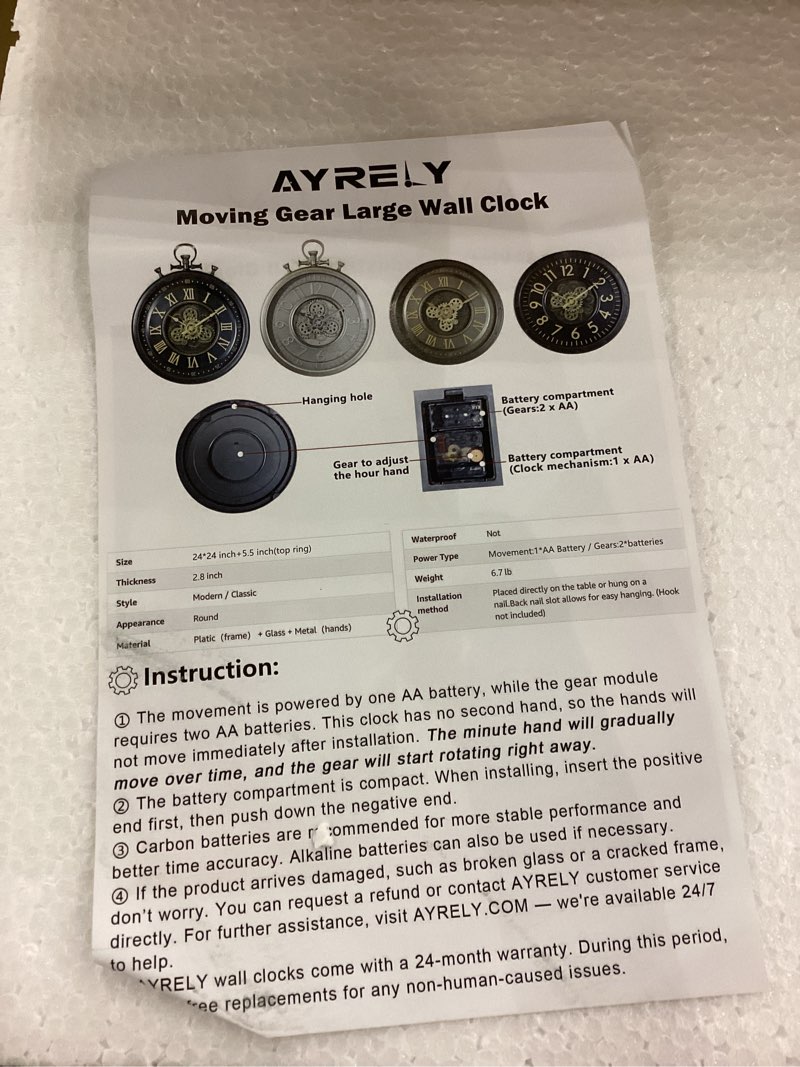 AYRELY
Moving Gear Large Wall Clock
Hanging hole
Battery compartment
(Gears:2 x AA)
Gear to adjust
the hour hand
Battery compartment
(Clock mechanism:1 x AA)
Size 24*24 inch+5.5 inch(top ring)
Thickness 2.8 inch
Style Modern / Classic
Appearance Round
Material Platic (frame) + Glass + Metal (hands)
Waterproof Not
Power Type Movement:1*AA Battery / Gears:2*batteries
Weight 6.7 lb
Installation method Placed directly on the table or hung on a
nail.Back nail slot allows for easy hanging. (Hook
not included)
Instruction:
① The movement is powered by one AA battery, while the gear module
requires two AA batteries. This clock has no second hand, so the hands will
not move immediately after installation. The minute hand will gradually
move over time, and the gear will start rotating right away.
② The battery compartment is compact. When installing, insert the positive
end first, then push down the negative end.
③ Carbon batteries are recommended for more stable performance and
better time accuracy. Alkaline batteries can also be used if necessary.
④ If the product arrives damaged, such as broken glass or a cracked frame,
don't worry. You can request a refund or contact AYRELY customer service
directly. For further assistance, visit AYRELY.COM — we're available 24/7
to help.
AYRELY wall clocks come with a 24-month warranty. During this period,
replacements for any non-human-caused issues.